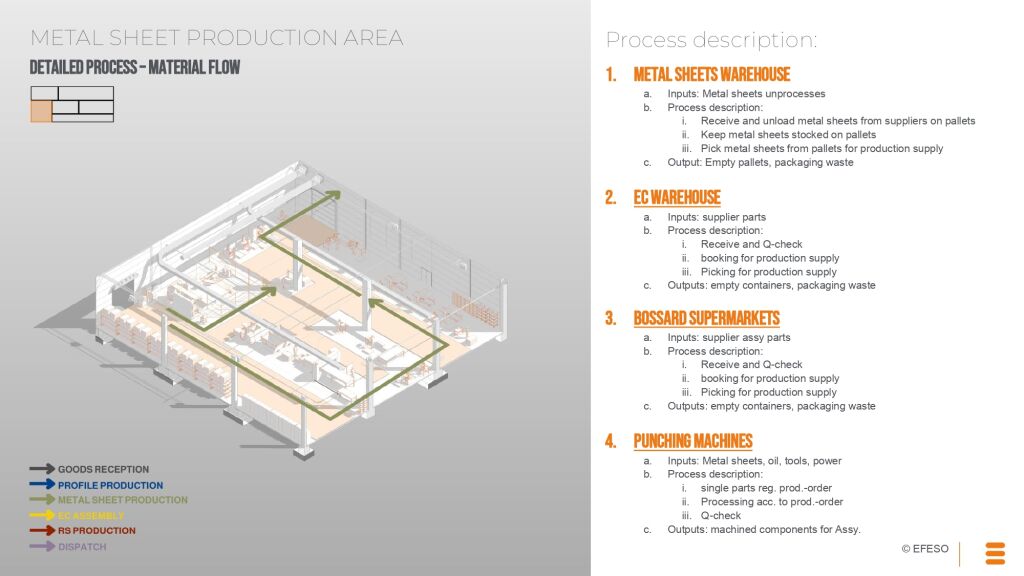 METAL SHEET PRODUCTION AREA
DETAILED PROCESS – MATERIAL FLOW
GOODS RECEPTION
PROFILE PRODUCTION
METAL SHEET PRODUCTION
EC ASSEMBLY
RS PRODUCTION
DISPATCH
Process description:
1. METAL SHEETS WAREHOUSE
a. Inputs: Metal sheets unprocesses
b. Process description:
i. Receive and unload metal sheets from suppliers on pallets
ii. Keep metal sheets stocked on pallets
iii. Pick metal sheets from pallets for production supply
c. Output: Empty pallets, packaging waste
2. EC WAREHOUSE
a. Inputs: supplier parts
b. Process description:
i. Receive and Q-check
ii. booking for production supply
iii. Picking for production supply
c. Outputs: empty containers, packaging waste
3. BOSSARD SUPERMARKETS
a. Inputs: supplier assy parts
b. Process description:
i. Receive and Q-check
ii. booking for production supply
iii. Picking for production supply
c. Outputs: empty containers, packaging waste
4. PUNCHING MACHINES
a. Inputs: Metal sheets, oil, tools, power
b. Process description:
i. single parts reg. prod.-order
ii. Processing acc. to prod.-order
iii. Q-check
c. Outputs: machined components for Assy.
© EFESO